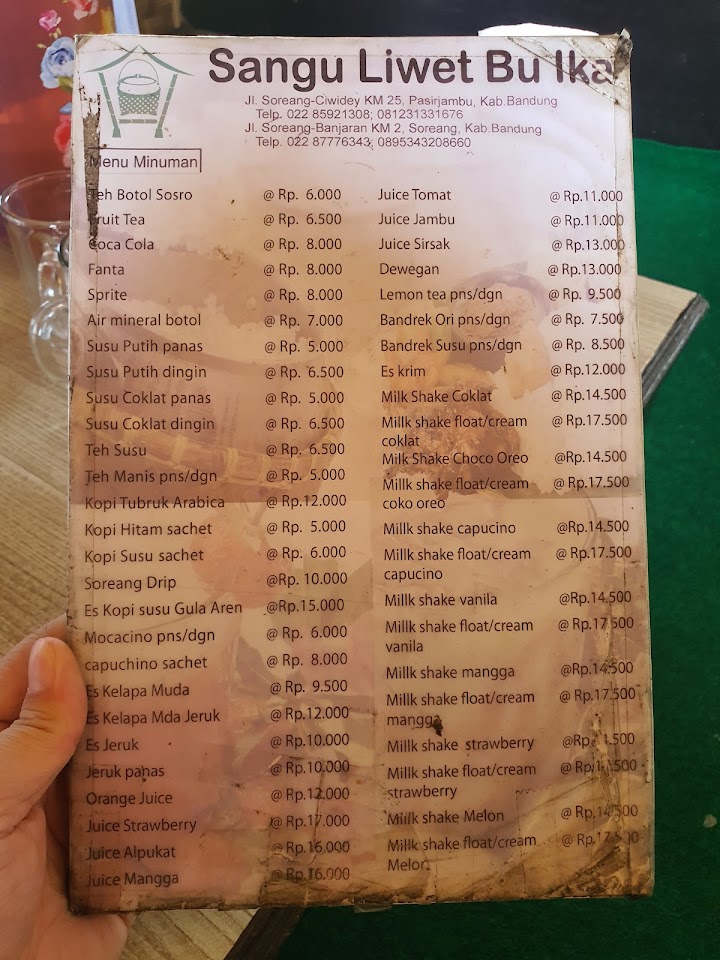 Sangu Liwet Bu Ika
Jl. Soreang-Ciwidey KM 25, Pasirjambu, Kab.Bandung
Telp. 022 85921308; 081231331676
Jl. Soreang-Banjaran KM 2, Soreang, Kab.Bandung
Telp. 022 87776343; 0895343208660
Menu Minuman
Teh Botol Sosro @ Rp. 6.000
Fruit Tea @ Rp. 6.500
Coca Cola @ Rp. 8.000
Fanta @ Rp. 8.000
Sprite @ Rp. 8.000
Air mineral botol @ Rp. 7.000
Susu Putih panas @ Rp. 5.000
Susu Putih dingin @ Rp. 6.500
Susu Coklat panas @ Rp. 5.000
Susu Coklat dingin @ Rp. 6.500
Teh Susu @ Rp. 6.500
Teh Manis pns/dgn @ Rp. 5.000
Kopi Tubruk Arabica @ Rp.12.000
Kopi Hitam sachet @ Rp. 5.000
Kopi Susu sachet @ Rp. 6.000
Soreang Drip @Rp. 10.000
Es Kopi susu Gula Aren @Rp.15.000
Mocacino pns/dgn @ Rp. 6.000
capuchino sachet @ Rp. 8.000
Es Kelapa Muda @ Rp. 9.500
Es Kelapa Mda Jeruk @ Rp.12.000
Es Jeruk @ Rp.10.000
Jeruk panas @ Rp.10.000
Orange Juice @ Rp.12.000
Juice Strawberry @ Rp.17.000
Juice Alpukat @ Rp.16.000
Juice Mangga @ Rp.16.000
Juice Tomat @ Rp.11.000
Juice Jambu @ Rp.11.000
Juice Sirsak @ Rp.13.000
Dewegan @ Rp.13.000
Lemon tea pns/dgn @ Rp. 9.500
Bandrek Ori pns/dgn @ Rp. 7.500
Bandrek Susu pns/dgn @ Rp. 8.500
Es krim @ Rp.12.000
Milk Shake Coklat @ Rp.14.500
Millk shake float/cream @ Rp.17.500
coklat
Milk Shake Choco Oreo @Rp.14.500
Millk shake float/cream @ Rp.17.500
coko oreo
Millk shake capucino @Rp.14.500
Millk shake float/cream @ Rp.17.500
capucino
Millk shake vanila @Rp.14.500
Millk shake float/cream @ Rp.17.500
vanila
Millk shake mangga @Rp.14.500
Millk shake float/cream @ Rp.17.500
mangga
Millk shake strawberry
Millk shake float/cream
strawberry
Millk shake Melon @ Rp.14.500
Millk shake float/cream
Melon